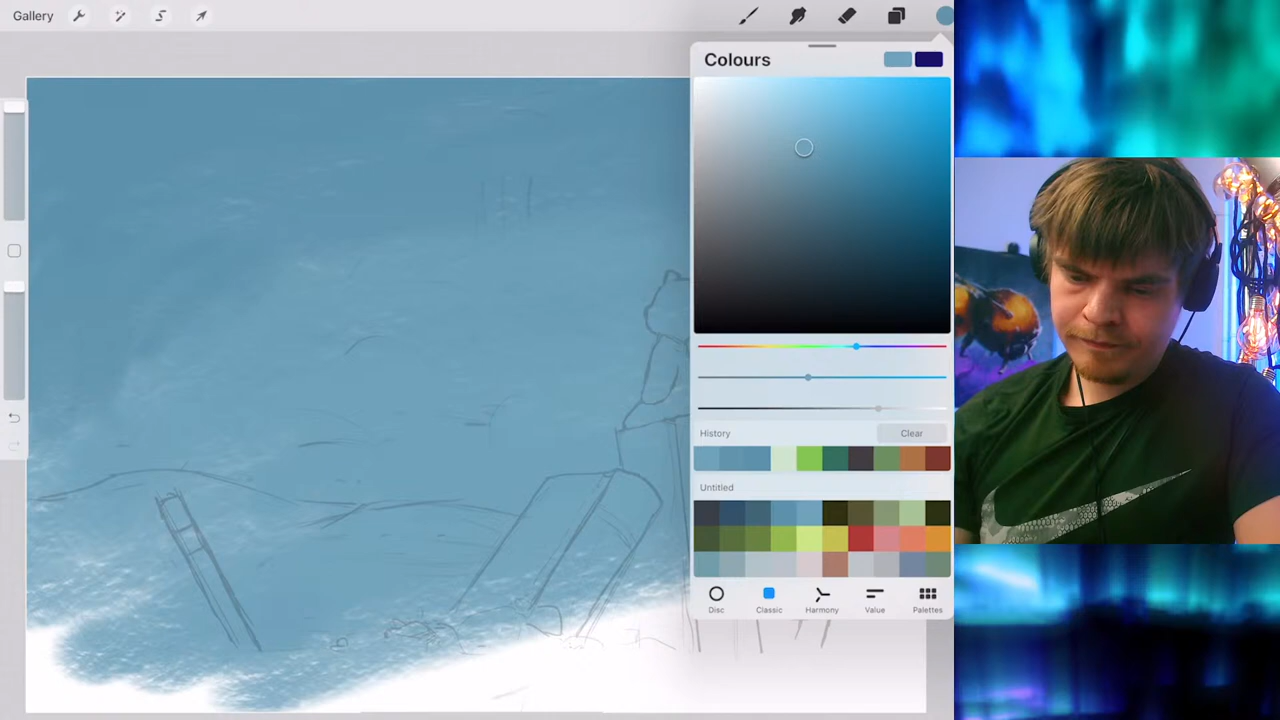 Gallery
Colours
History
Clear
Untitled
Disc
Classic
Harmony
Value
Palettes